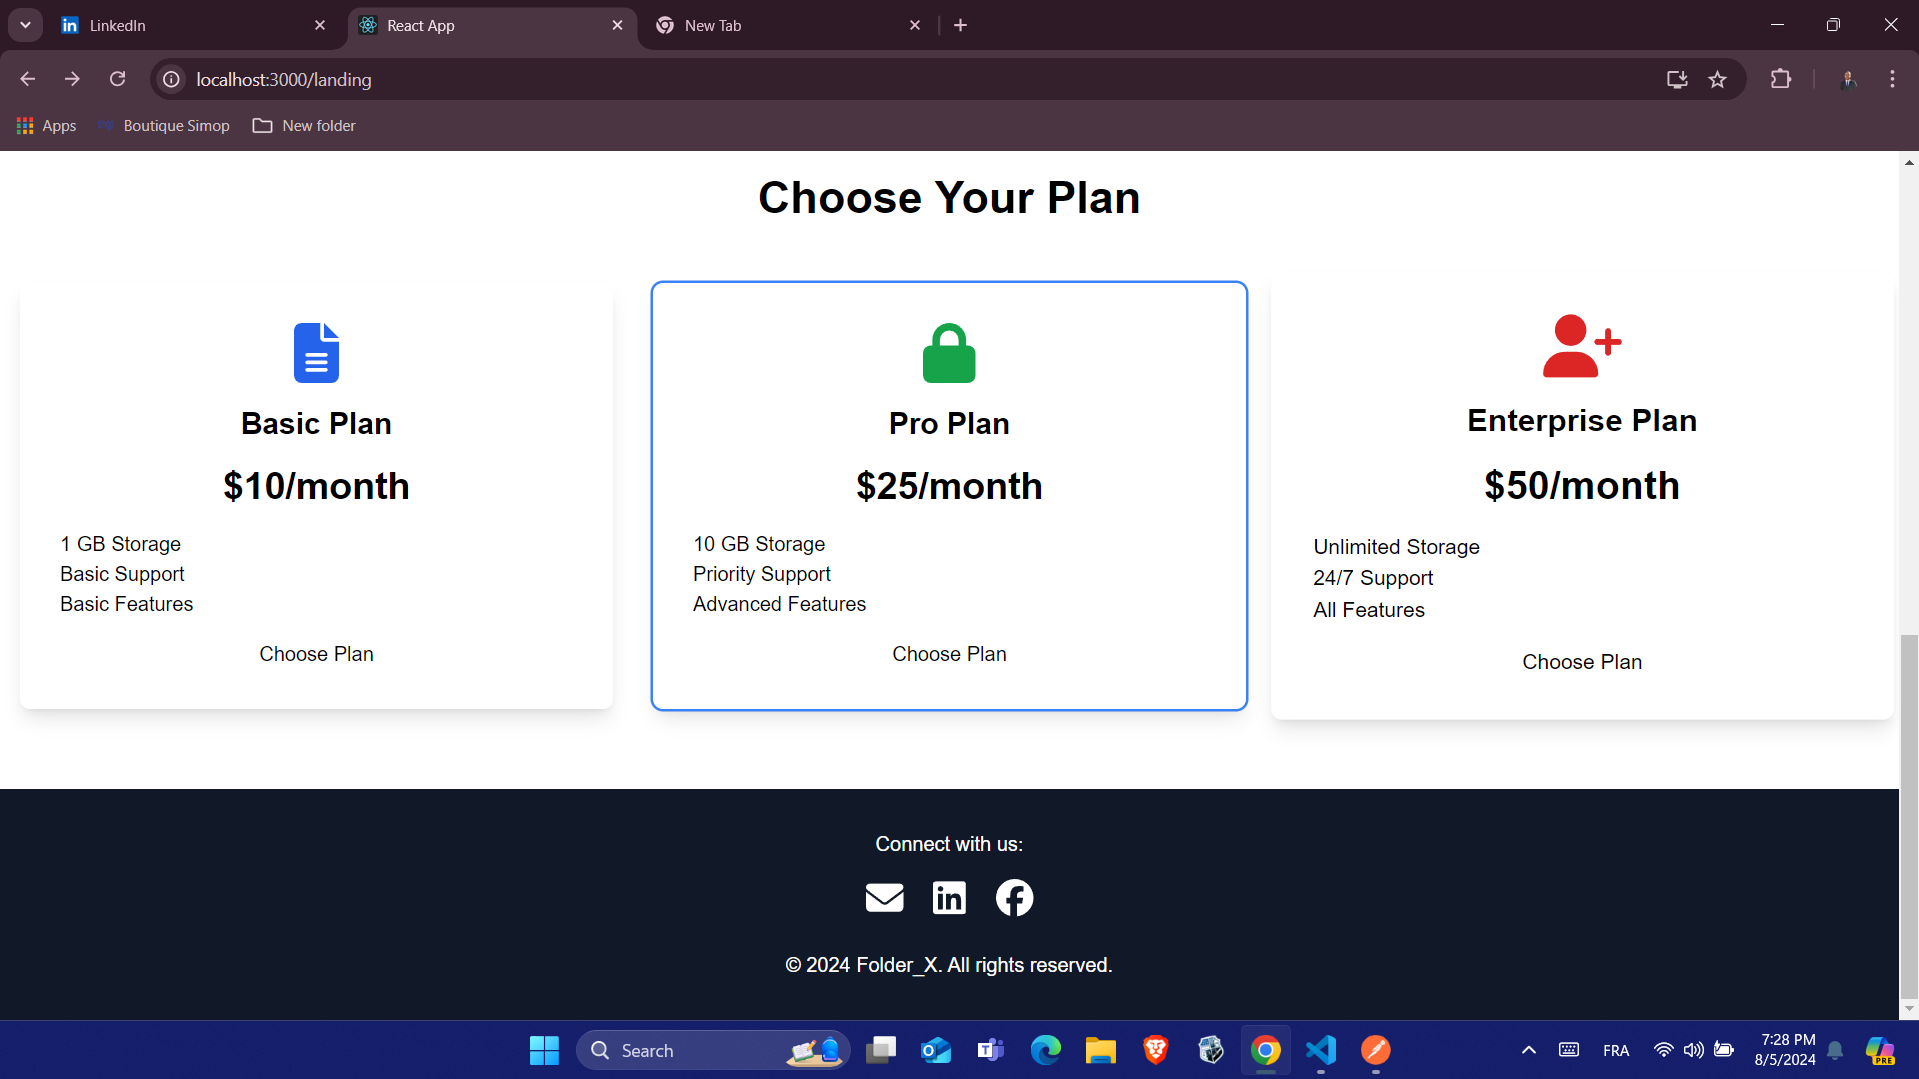 LinkedIn
React App
New Tab
localhost:3000/landing
Apps
Boutique Simop
New folder
Choose Your Plan
Basic Plan
$10/month
1 GB Storage
Basic Support
Basic Features
Choose Plan
Pro Plan
$25/month
10 GB Storage
Priority Support
Advanced Features
Choose Plan
Enterprise Plan
$50/month
Unlimited Storage
24/7 Support
All Features
Choose Plan
Connect with us:
© 2024 Folder_X. All rights reserved.
Search
FRA
7:28 PM
8/5/2024
PRE